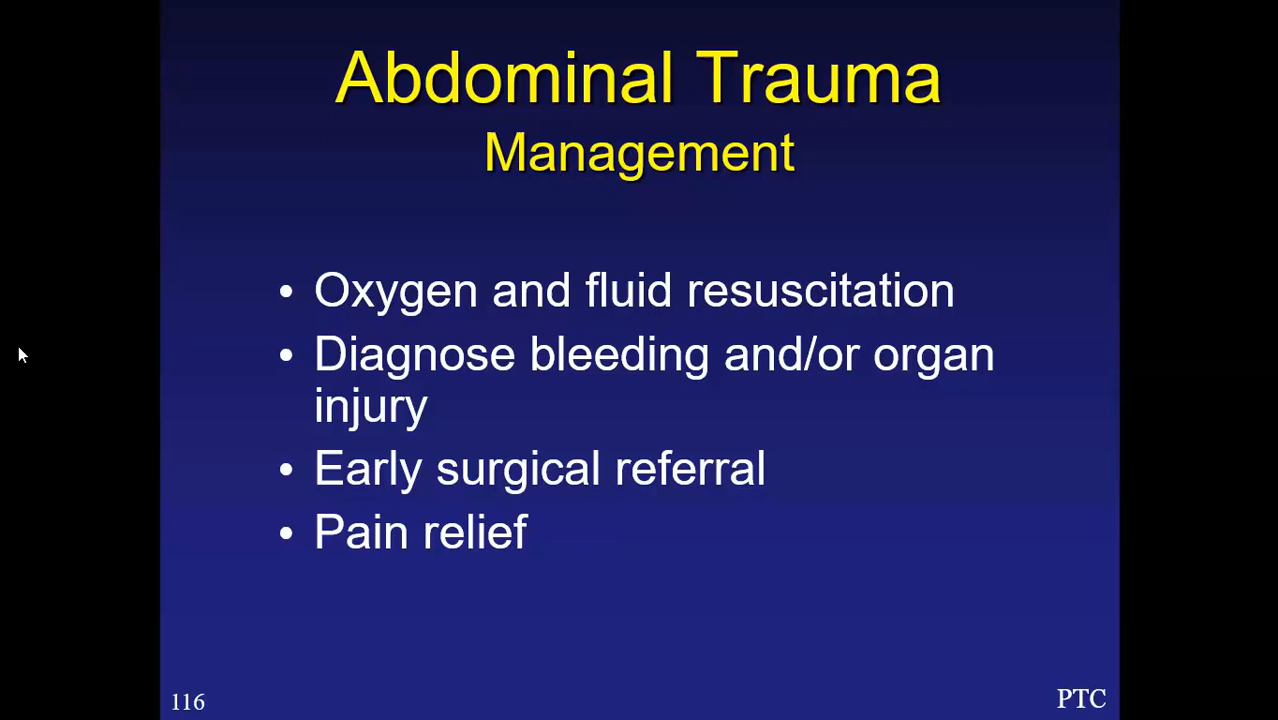 Abdominal Trauma
Management
• Oxygen and fluid resuscitation
• Diagnose bleeding and/or organ
injury
• Early surgical referral
• Pain relief
116
PTC